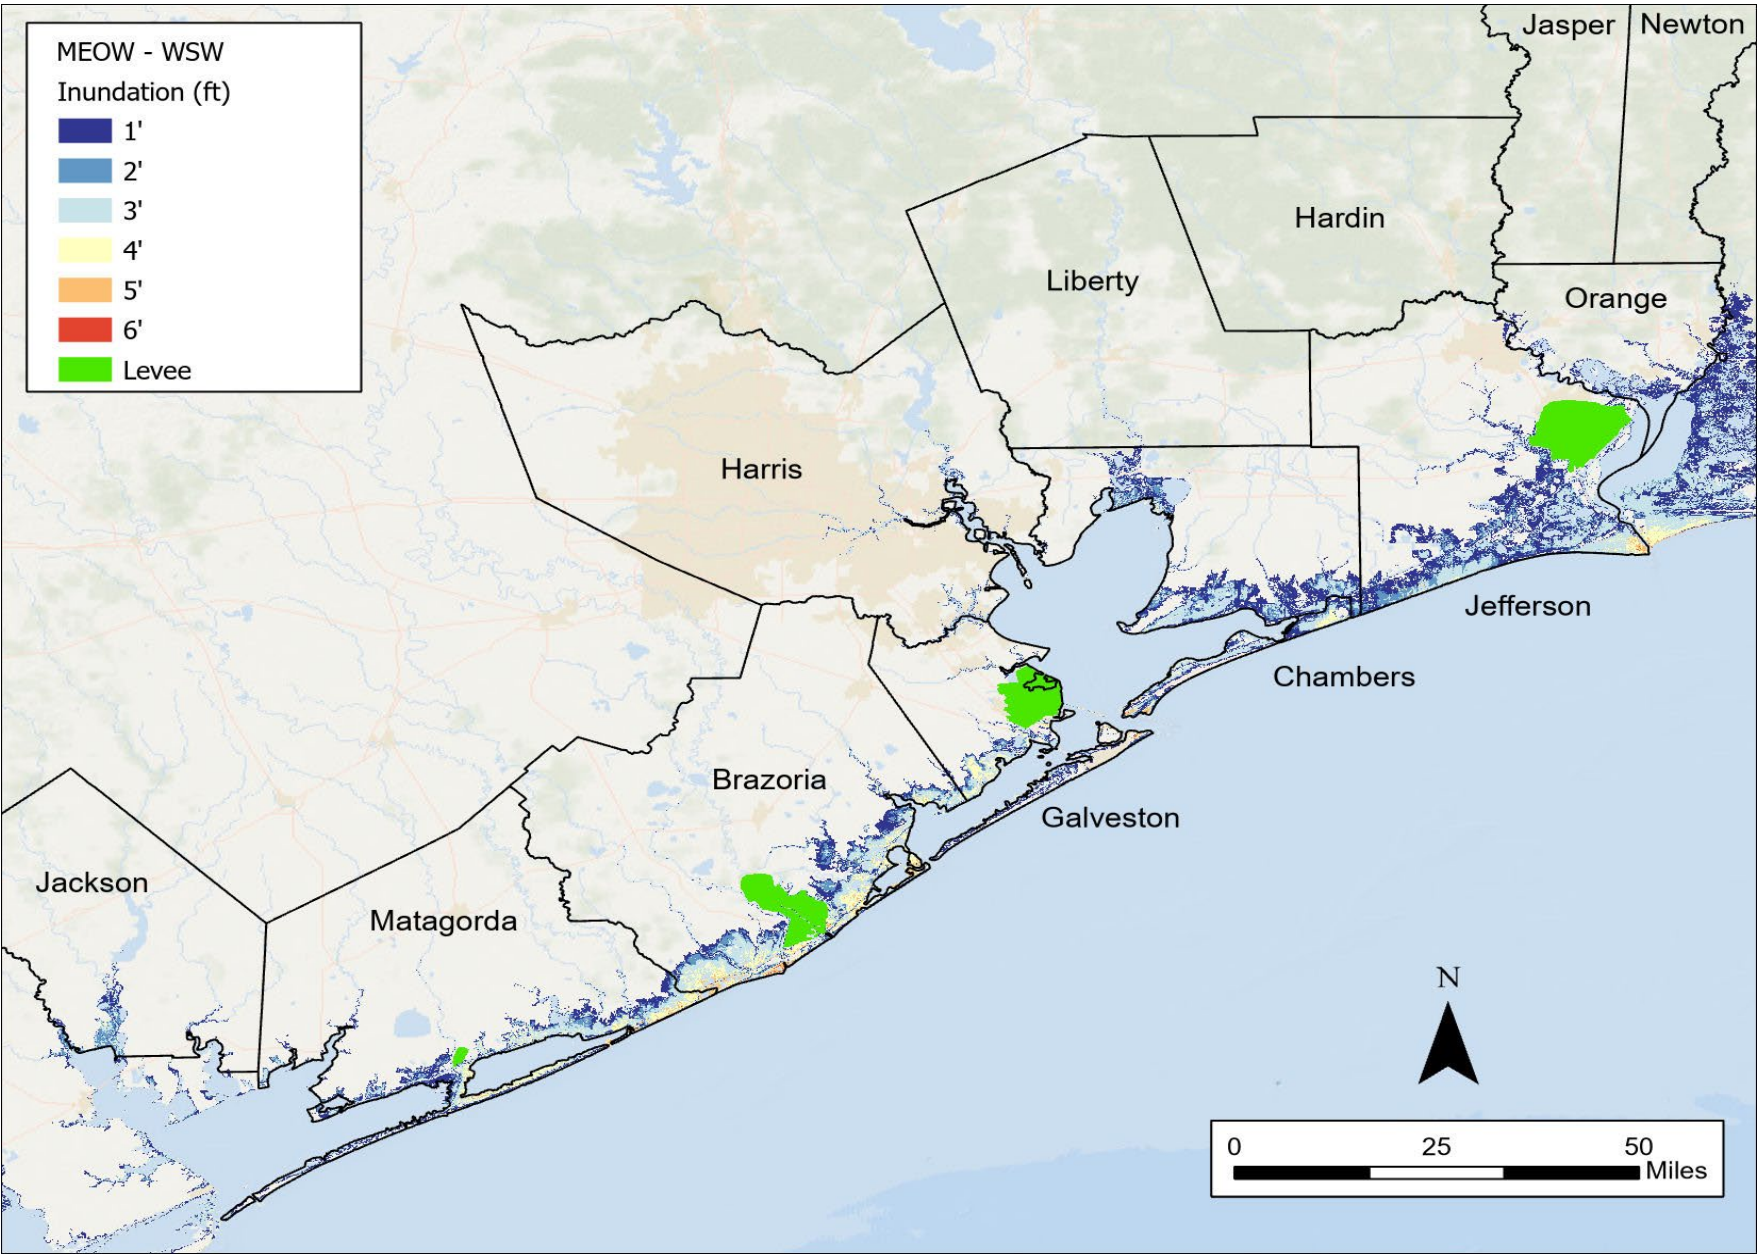 MEOW - WSW
Inundation (ft)
1'
2'
3'
4'
5'
6'
Levee
Jasper
Newton
Hardin
Liberty
Orange
Harris
Jefferson
Chambers
Brazoria
Galveston
Jackson
Matagorda
N
0 25 50
Miles